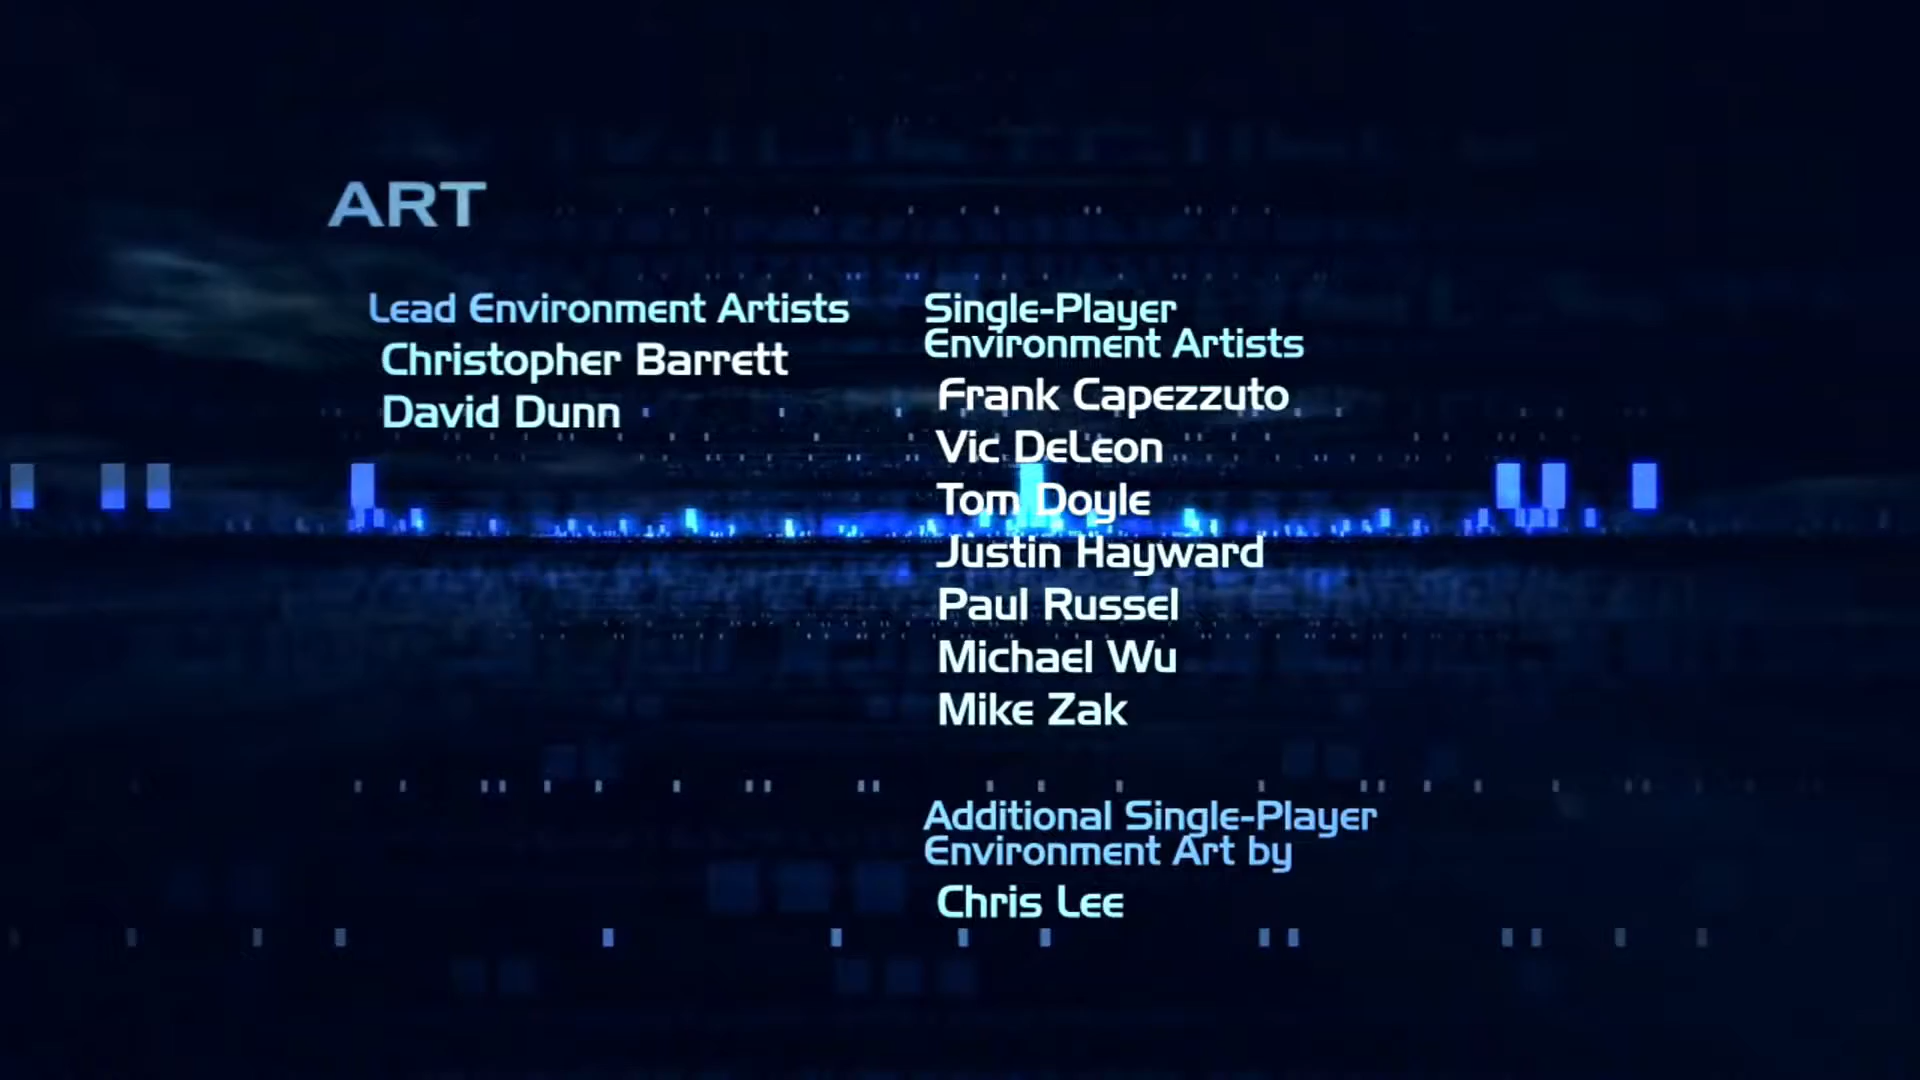 ART
Lead Environment Artists
Christopher Barrett
David Dunn
Single-Player
Environment Artists
Frank Capezzuto
Vic DeLeon
Tom Doyle
Justin Hayward
Paul Russel
Michael Wu
Mike Zak
Additional Single-Player
Environment Art by
Chris Lee